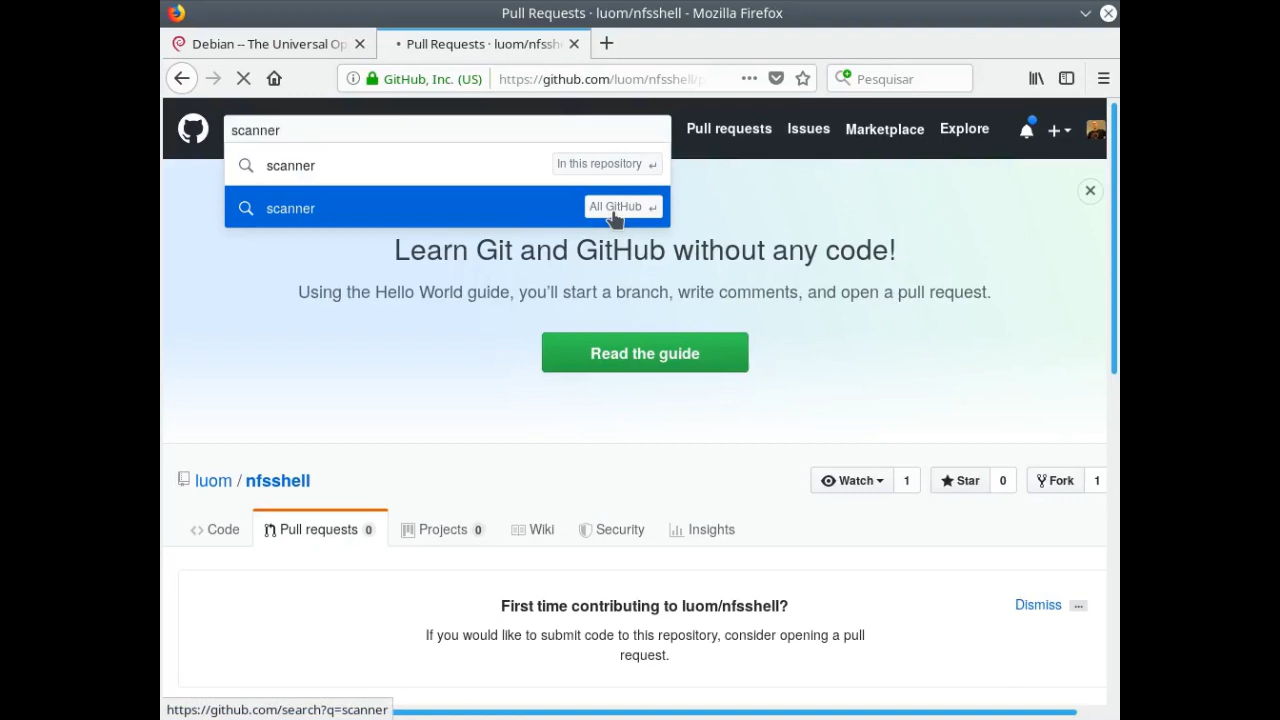 Pull Requests · luom/nfsshell - Mozilla Firefox
Debian -- The Universal Op
Pull Requests · luom/nfssh
GitHub, Inc. (US)
https://github.com/luom/nfsshell/p
Pesquisar
scanner
Pull requests
Issues
Marketplace
Explore
scanner
In this repository ↵
scanner
All GitHub ↵
Learn Git and GitHub without any code!
Using the Hello World guide, you’ll start a branch, write comments, and open a pull request.
Read the guide
luom / nfsshell
Watch 1
Star 0
Fork 1
Code
Pull requests 0
Projects 0
Wiki
Security
Insights
First time contributing to luom/nfsshell?
Dismiss
If you would like to submit code to this repository, consider opening a pull
request.
https://github.com/search?q=scanner